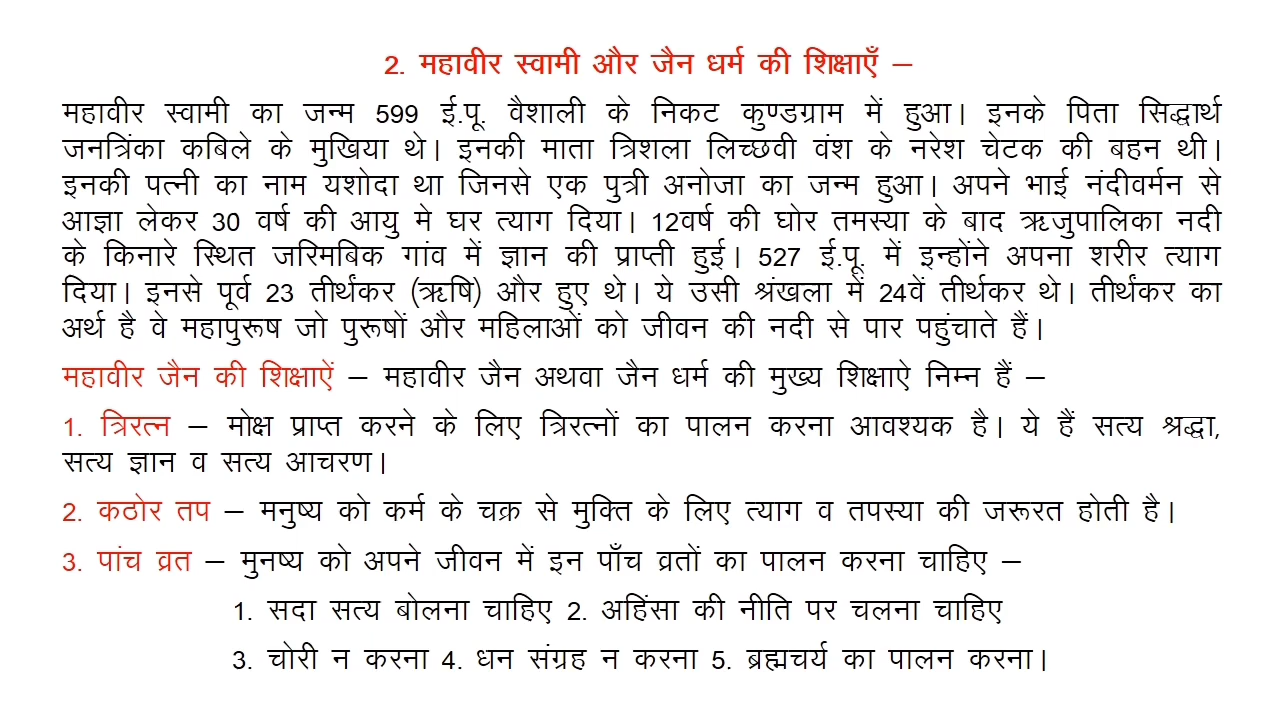 2. महावीर स्वामी और जैन धर्म की शिक्षाएँ –
महावीर स्वामी का जन्म 599 ई.पू. वैशाली के निकट कुण्डग्राम में हुआ। इनके पिता सिद्धार्थ
जनत्रिंका कबिले के मुखिया थे। इनकी माता त्रिशला लिच्छवी वंश के नरेश चेटक की बहन थी।
इनकी पत्नी का नाम यशोदा था जिनसे एक पुत्री अनोजा का जन्म हुआ। अपने भाई नंदीवर्मन से
आज्ञा लेकर 30 वर्ष की आयु मे घर त्याग दिया। 12वर्ष की घोर तमस्या के बाद ऋजुपालिका नदी
के किनारे स्थित जरिमबिक गांव में ज्ञान की प्राप्ती हुई। 527 ई.पू. में इन्होंने अपना शरीर त्याग
दिया। इनसे पूर्व 23 तीर्थंकर (ऋषि) और हुए थे। ये उसी श्रंखला में 24वें तीर्थकर थे। तीर्थंकर का
अर्थ है वे महापुरूष जो पुरूषों और महिलाओं को जीवन की नदी से पार पहुंचाते हैं।
महावीर जैन की शिक्षाऐं – महावीर जैन अथवा जैन धर्म की मुख्य शिक्षाऐ निम्न हैं –
1. त्रिरत्न – मोक्ष प्राप्त करने के लिए त्रिरत्नों का पालन करना आवश्यक है। ये हैं सत्य श्रद्धा,
सत्य ज्ञान व सत्य आचरण।
2. कठोर तप – मनुष्य को कर्म के चक्र से मुक्ति के लिए त्याग व तपस्या की जरूरत होती है।
3. पांच व्रत – मुनष्य को अपने जीवन में इन पाँच व्रतों का पालन करना चाहिए –
1. सदा सत्य बोलना चाहिए 2. अहिंसा की नीति पर चलना चाहिए
3. चोरी न करना 4. धन संग्रह न करना 5. ब्रह्मचर्य का पालन करना।